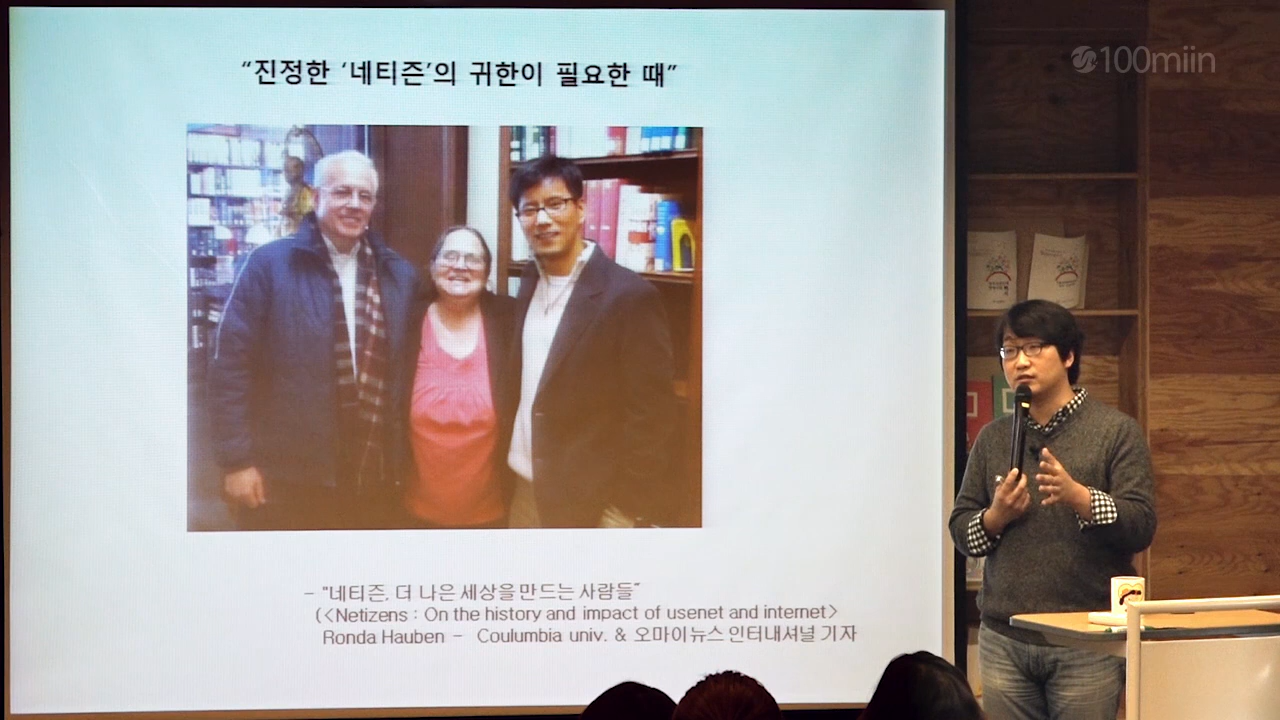 100miin
“진정한 ‘네티즌’의 귀한이 필요한 때”
- “네티즌, 더 나은 세상을 만드는 사람들”
(<Netizens : On the history and impact of usenet and internet>
Ronda Hauben - Coulumbia univ. & 오마이뉴스 인터내셔널 기자